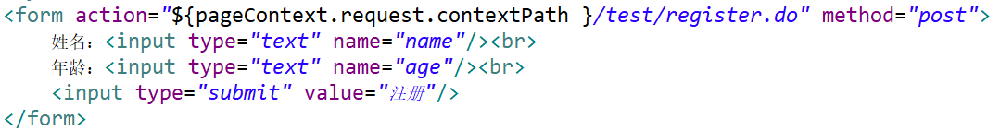 <form action="${pageContext.request.contextPath }/test/register.do" method="post">
    姓名：<input type="text" name="name"/><br>
    年龄：<input type="text" name="age"/><br>
    <input type="submit" value="注册"/>
</form>